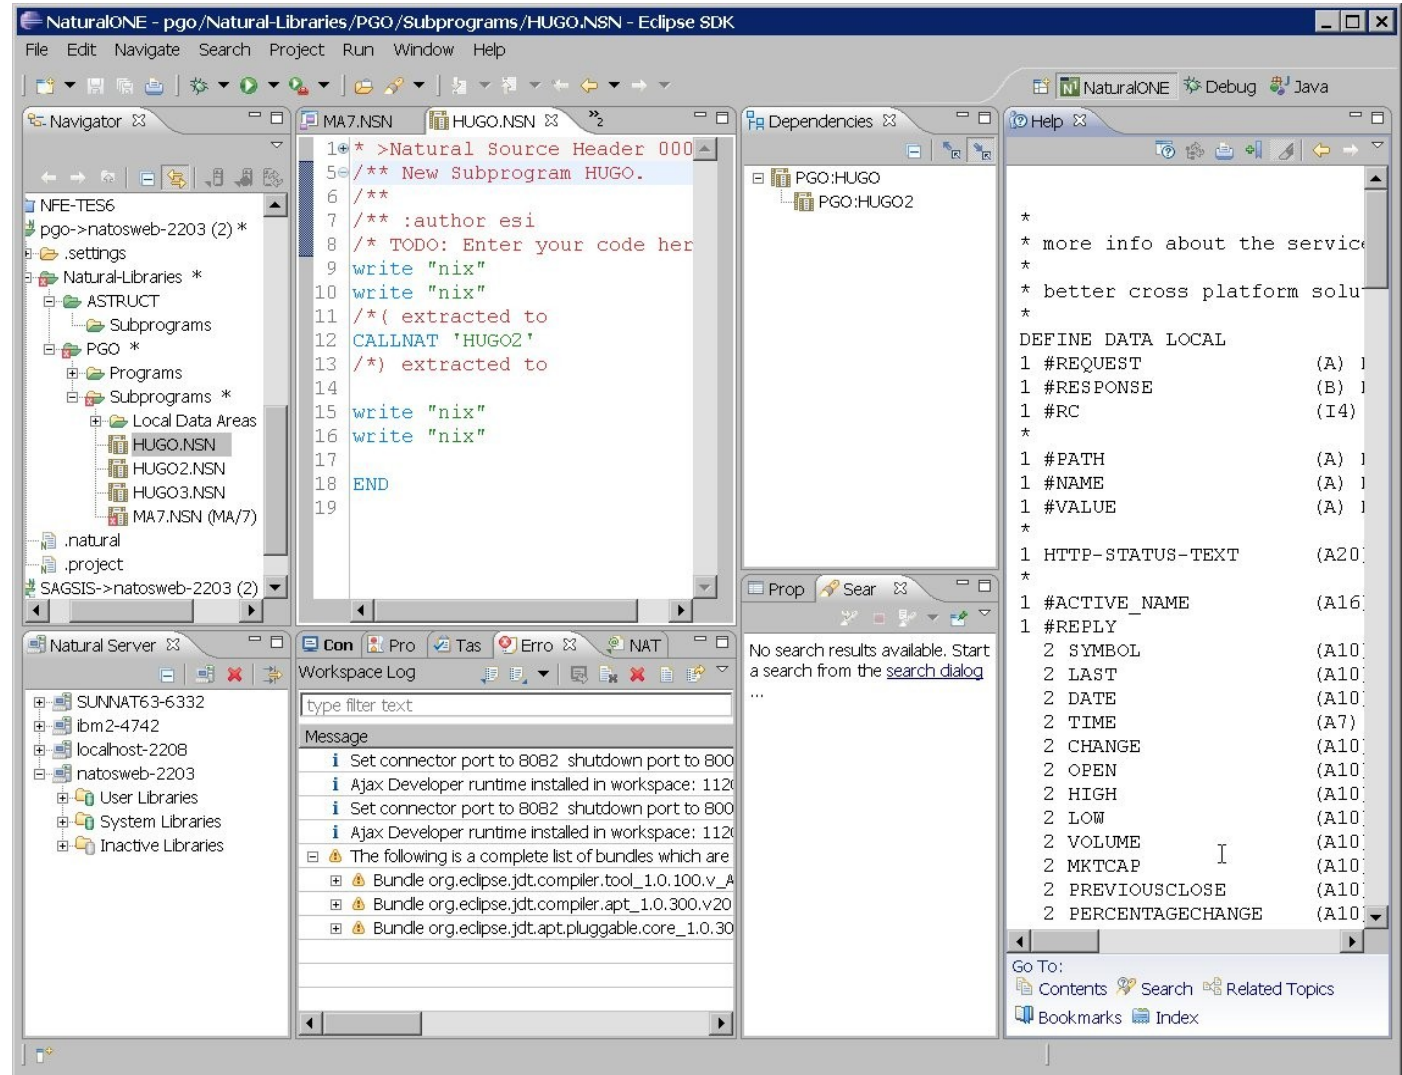 NaturalONE - pgo/Natural-Libraries/PGO/Subprograms/HUGO.NSN - Eclipse SDK
File Edit Navigate Search Project Run Window Help
NaturalONE Debug Java
Navigator
NFE-TES6
pgo->natosweb-2203 (2) *
.settings
Natural-Libraries *
ASTRUCT
Subprograms
PGO *
Programs
Subprograms *
Local Data Areas
HUGO.NSN
HUGO2.NSN
HUGO3.NSN
MA7.NSN (MA/7)
.natural
.project
SAGSIS->natosweb-2203 (2)
MA7.NSN HUGO.NSN »2
1 * >Natural Source Header 000
5 /** New Subprogram HUGO.
6 /**
7 /** :author esi
8 /* TODO: Enter your code her
9 write "nix"
10 write "nix"
11 /*( extracted to
12 CALLNAT 'HUGO2'
13 /*) extracted to
14
15 write "nix"
16 write "nix"
17
18 END
19
Dependencies
PGO:HUGO
PGO:HUGO2
Help
*
* more info about the service
*
* better cross platform solu
*
DEFINE DATA LOCAL
1 #REQUEST (A)
1 #RESPONSE (B)
1 #RC (I4)
*
1 #PATH (A)
1 #NAME (A)
1 #VALUE (A)
*
1 HTTP-STATUS-TEXT (A20)
*
1 #ACTIVE_NAME (A16)
1 #REPLY
2 SYMBOL (A10)
2 LAST (A10)
2 DATE (A10)
2 TIME (A7)
2 CHANGE (A10)
2 OPEN (A10)
2 HIGH (A10)
2 LOW (A10)
2 VOLUME (A10)
2 MKTCAP (A10)
2 PREVIOUSCLOSE (A10)
2 PERCENTAGECHANGE (A10)
Go To:
Contents Search Related Topics
Bookmarks Index
Prop Sear
No search results available. Start
a search from the search dialog
...
Natural Server
SUNNAT63-6332
ibm2-4742
localhost-2208
natosweb-2203
User Libraries
System Libraries
Inactive Libraries
Con Pro Tas Erro NAT
Workspace Log
type filter text
Message
Set connector port to 8082 shutdown port to 800
Ajax Developer runtime installed in workspace: 112
Set connector port to 8082 shutdown port to 800
Ajax Developer runtime installed in workspace: 112
The following is a complete list of bundles which are
Bundle org.eclipse.jdt.compiler.tool_1.0.100.v_A
Bundle org.eclipse.jdt.compiler.apt_1.0.300.v20
Bundle org.eclipse.jdt.apt.pluggable.core_1.0.30